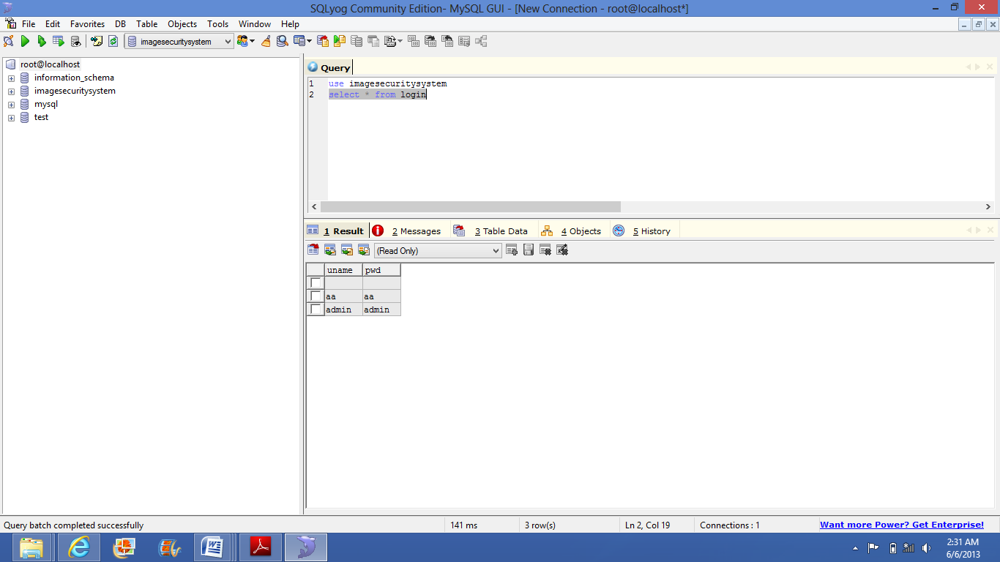 SQLyog Community Edition- MySQL GUI - [New Connection - root@localhost*]
File Edit Favorites DB Table Objects Tools Window Help
imagesecuritysystem
root@localhost
information_schema
imagesecuritysystem
mysql
test
Query
1 use imagesecuritysystem
2 select * from login
1 Result 2 Messages 3 Table Data 4 Objects 5 History
(Read Only)
uname pwd
aa aa
admin admin
Query batch completed successfully 141 ms 3 row(s) Ln 2, Col 19 Connections : 1 Want more Power? Get Enterprise!
2:31 AM
6/6/2013